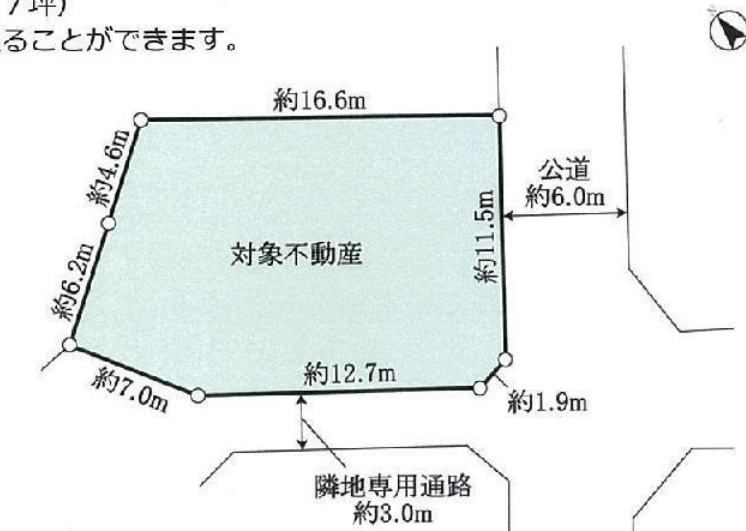 7坪)
ることができます。
約16.6m
約4.6m
公道
約6.0m
約11.5m
対象不動産
約6.2m
約12.7m
約7.0m
約1.9m
隣地専用通路
約3.0m